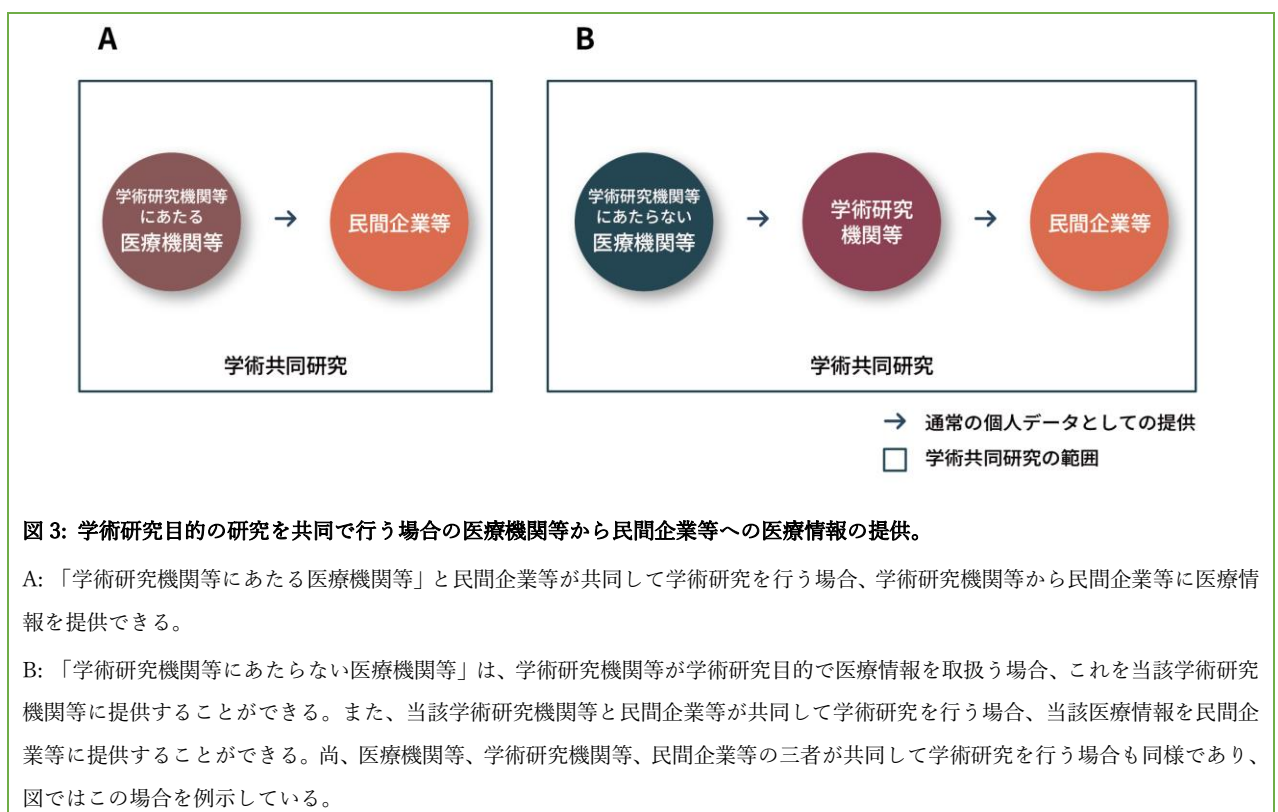 A
学術研究機関等
にあたる
医療機関等
→
民間企業等
学術共同研究
B
学術研究機関等
にあたらない
医療機関等
→
学術研究
機関等
→
民間企業等
学術共同研究
→ 通常の個人データとしての提供
学術共同研究の範囲
図 3: 学術研究目的の研究を共同で行う場合の医療機関等から民間企業等への医療情報の提供。
A: 「学術研究機関等にあたる医療機関等」と民間企業等が共同して学術研究を行う場合、学術研究機関等から民間企業等に医療情
報を提供できる。
B: 「学術研究機関等にあたらない医療機関等」は、学術研究機関等が学術研究目的で医療情報を取扱う場合、これを当該学術研究
機関等に提供することができる。また、当該学術研究機関等と民間企業等が共同して学術研究を行う場合、当該医療情報を民間企
業等に提供することができる。尚、医療機関等、学術研究機関等、民間企業等の三者が共同して学術研究を行う場合も同様であり、
図ではこの場合を例示している。